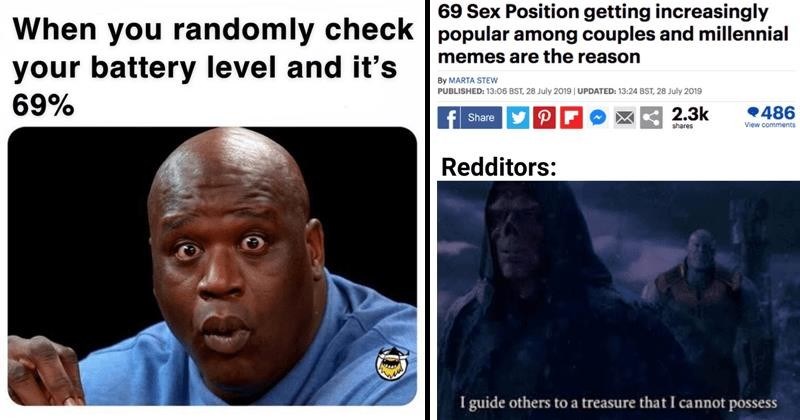 When you randomly check
your battery level and it's
69%
69 Sex Position getting increasingly
popular among couples and millennial
memes are the reason
By MARTA STEW
PUBLISHED: 13:06 BST, 28 July 2019 | UPDATED: 13:24 BST, 28 July 2019
f Share
2.3k
shares
486
View comments
Redditors:
I guide others to a treasure that I cannot possess